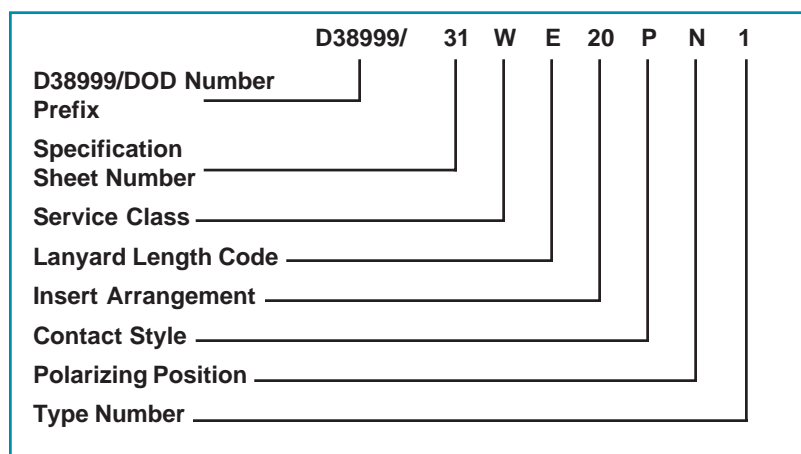 D38999/ 31 W E 20 P N 1
D38999/DOD Number
Prefix
Specification
Sheet Number
Service Class
Lanyard Length Code
Insert Arrangement
Contact Style
Polarizing Position
Type Number